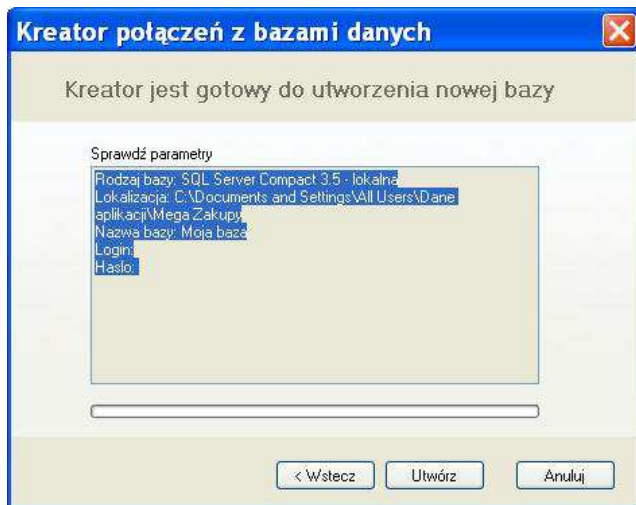 Kreator połączeń z bazami danych
Kreator jest gotowy do utworzenia nowej bazy
Sprawdź parametry
Rodzaj bazy: SQL Server Compact 3.5 - lokalna
Lokalizacja: C:\Documents and Settings\All Users\Dane
aplikacji\Mega Zakupy
Nazwa bazy: Moja baza
Login:
Hasło:
< Wstecz
Utwórz
Anuluj